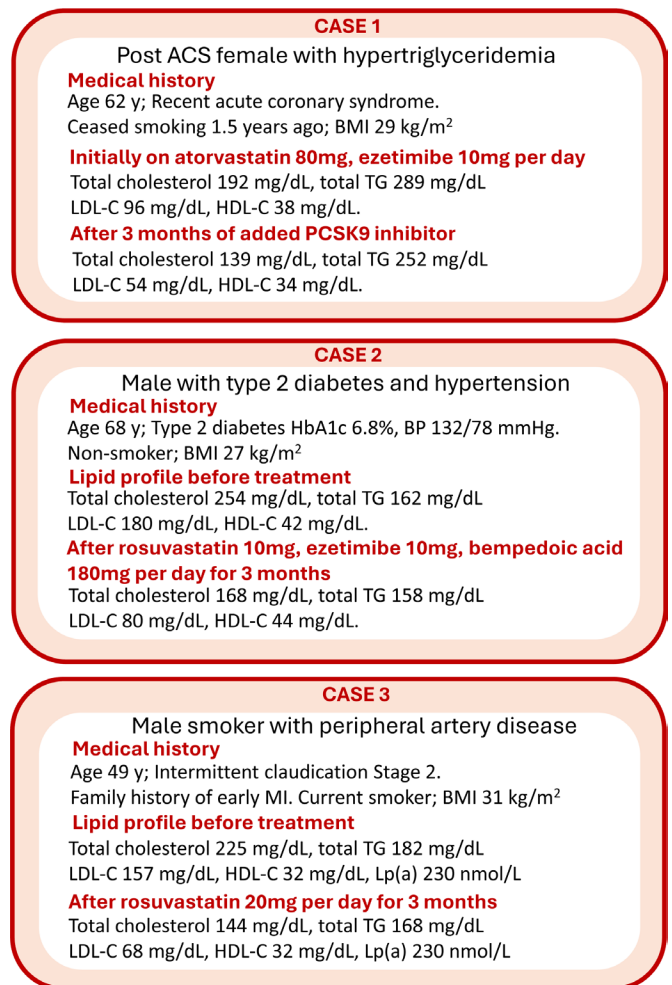 CASE 1
Post ACS female with hypertriglyceridemia
Medical history
Age 62 y; Recent acute coronary syndrome.
Ceased smoking 1.5 years ago; BMI 29 kg/m²
Initially on atorvastatin 80mg, ezetimibe 10mg per day
Total cholesterol 192 mg/dL, total TG 289 mg/dL
LDL-C 96 mg/dL, HDL-C 38 mg/dL.
After 3 months of added PCSK9 inhibitor
Total cholesterol 139 mg/dL, total TG 252 mg/dL
LDL-C 54 mg/dL, HDL-C 34 mg/dL.
CASE 2
Male with type 2 diabetes and hypertension
Medical history
Age 68 y; Type 2 diabetes HbA1c 6.8%, BP 132/78 mmHg.
Non-smoker; BMI 27 kg/m²
Lipid profile before treatment
Total cholesterol 254 mg/dL, total TG 162 mg/dL
LDL-C 180 mg/dL, HDL-C 42 mg/dL.
After rosuvastatin 10mg, ezetimibe 10mg, bempedoic acid
180mg per day for 3 months
Total cholesterol 168 mg/dL, total TG 158 mg/dL
LDL-C 80 mg/dL, HDL-C 44 mg/dL.
CASE 3
Male smoker with peripheral artery disease
Medical history
Age 49 y; Intermittent claudication Stage 2.
Family history of early MI. Current smoker; BMI 31 kg/m²
Lipid profile before treatment
Total cholesterol 225 mg/dL, total TG 182 mg/dL
LDL-C 157 mg/dL, HDL-C 32 mg/dL, Lp(a) 230 nmol/L
After rosuvastatin 20mg per day for 3 months
Total cholesterol 144 mg/dL, total TG 168 mg/dL
LDL-C 68 mg/dL, HDL-C 32 mg/dL, Lp(a) 230 nmol/L